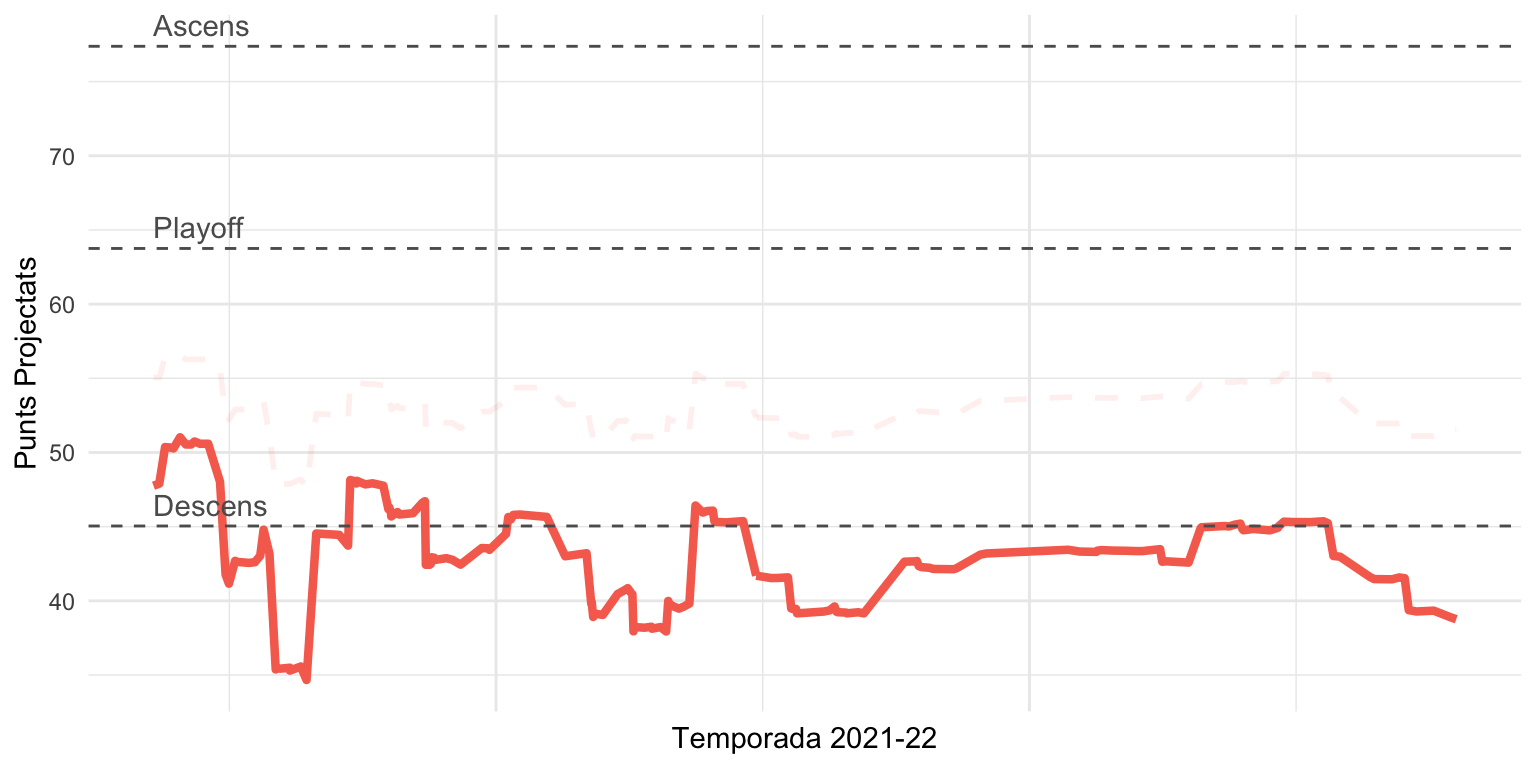 Ascens
70
Playoff
60
Punts Projectats
50
Descens
40
Temporada 2021-22